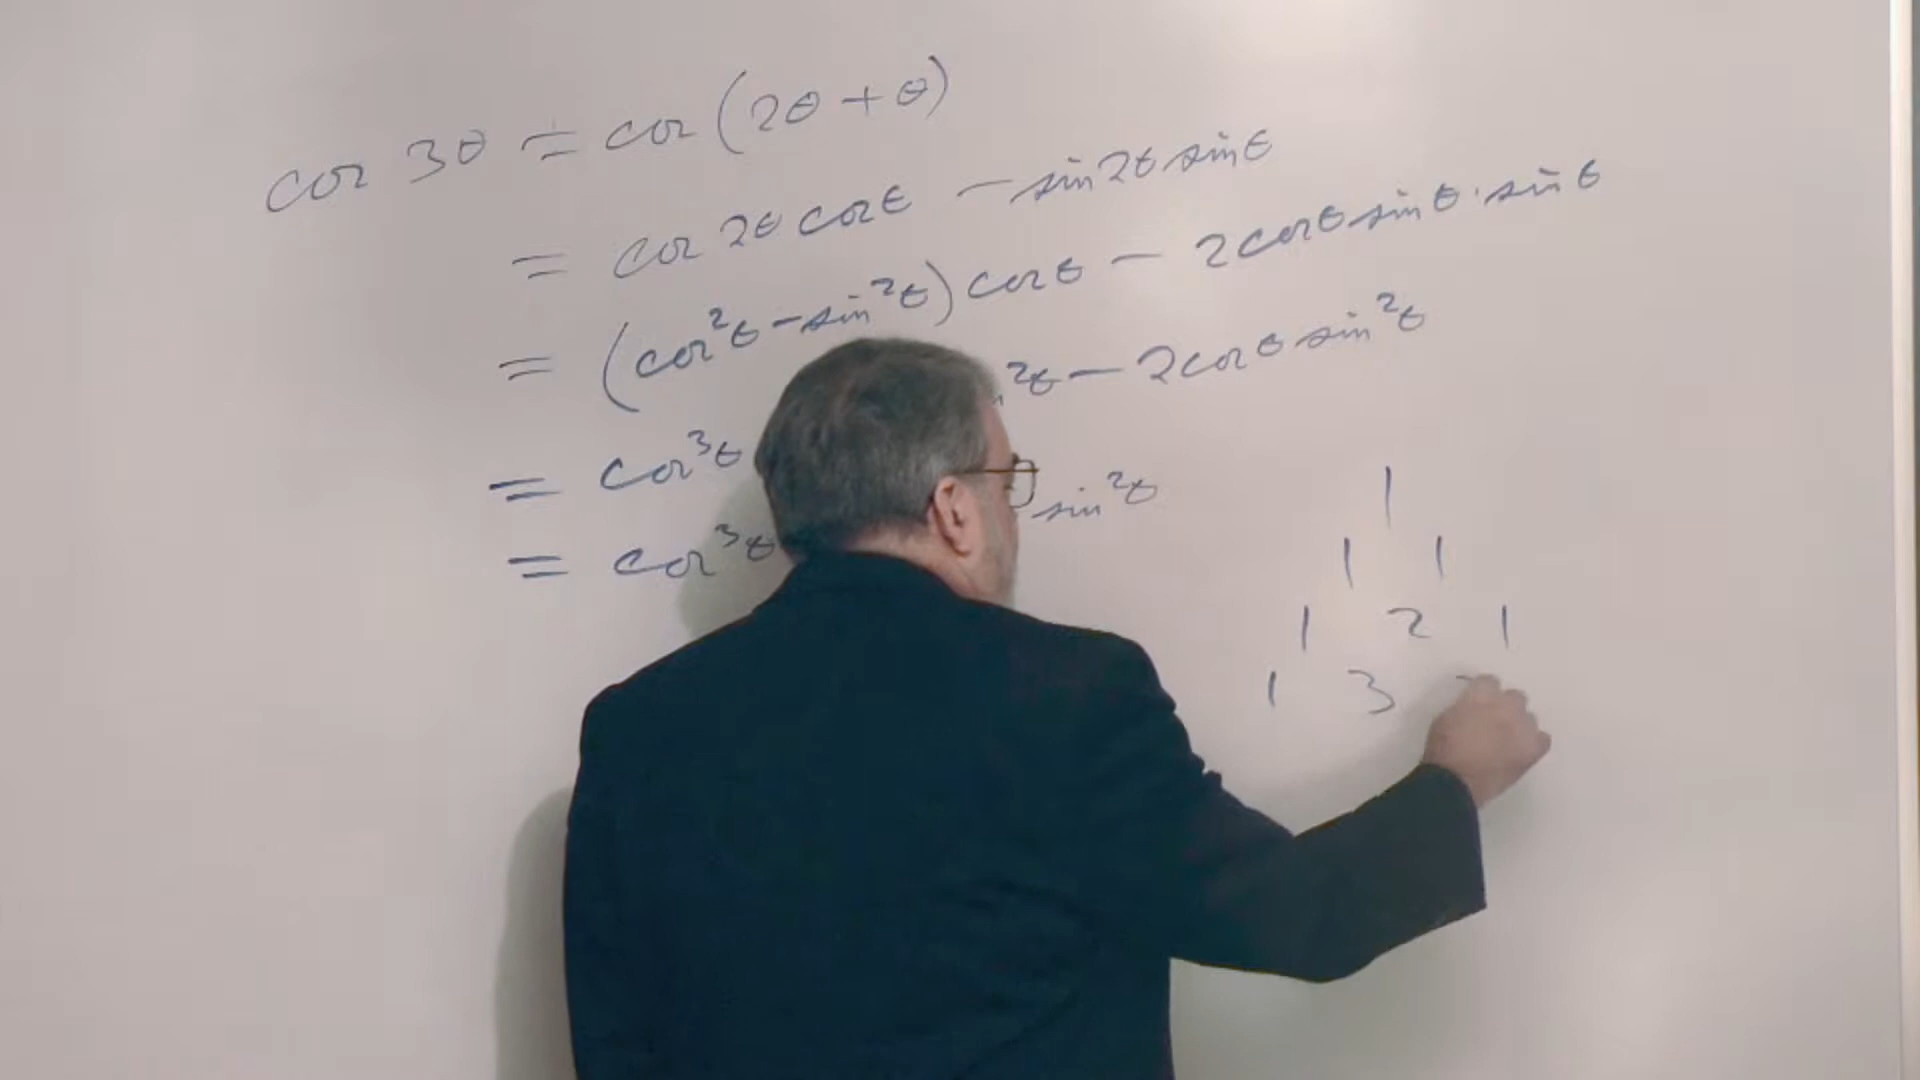 cos 3θ = cos(2θ + θ)
= cos 2θ cos θ - sin 2θ sin θ
= (cos²θ - sin²θ) cos θ - 2 cos θ sin θ · sin θ
= cos³θ ²θ - 2 cos θ sin²θ
= cos³θ sin²θ
1
1 1
1 2 1
1 3